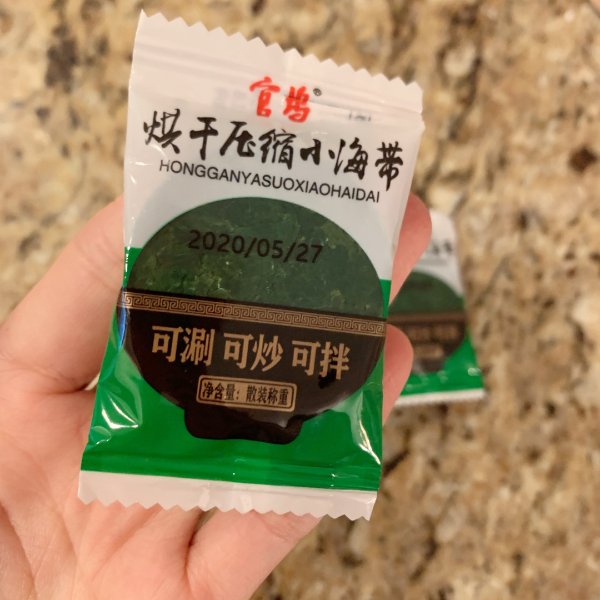 官坞®
烘干压缩小海带
HONGGANYASUOXIAOHAIDAI
2020/05/27
可涮 可炒 可拌
净含量：散装称重